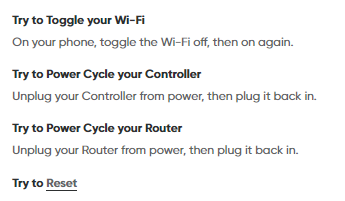 Try to Toggle your Wi-Fi
On your phone, toggle the Wi-Fi off, then on again.
Try to Power Cycle your Controller
Unplug your Controller from power, then plug it back in.
Try to Power Cycle your Router
Unplug your Router from power, then plug it back in.
Try to Reset